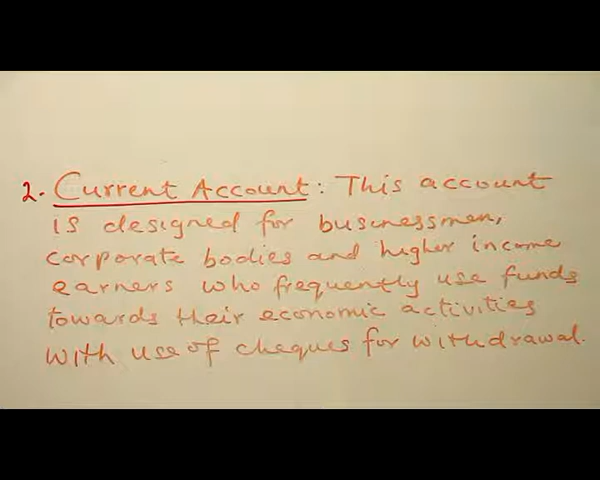 2. Current Account: This account
is designed for businessmen,
corporate bodies and higher income
earners who frequently use funds
towards their economic activities
with use of cheques for withdrawal.